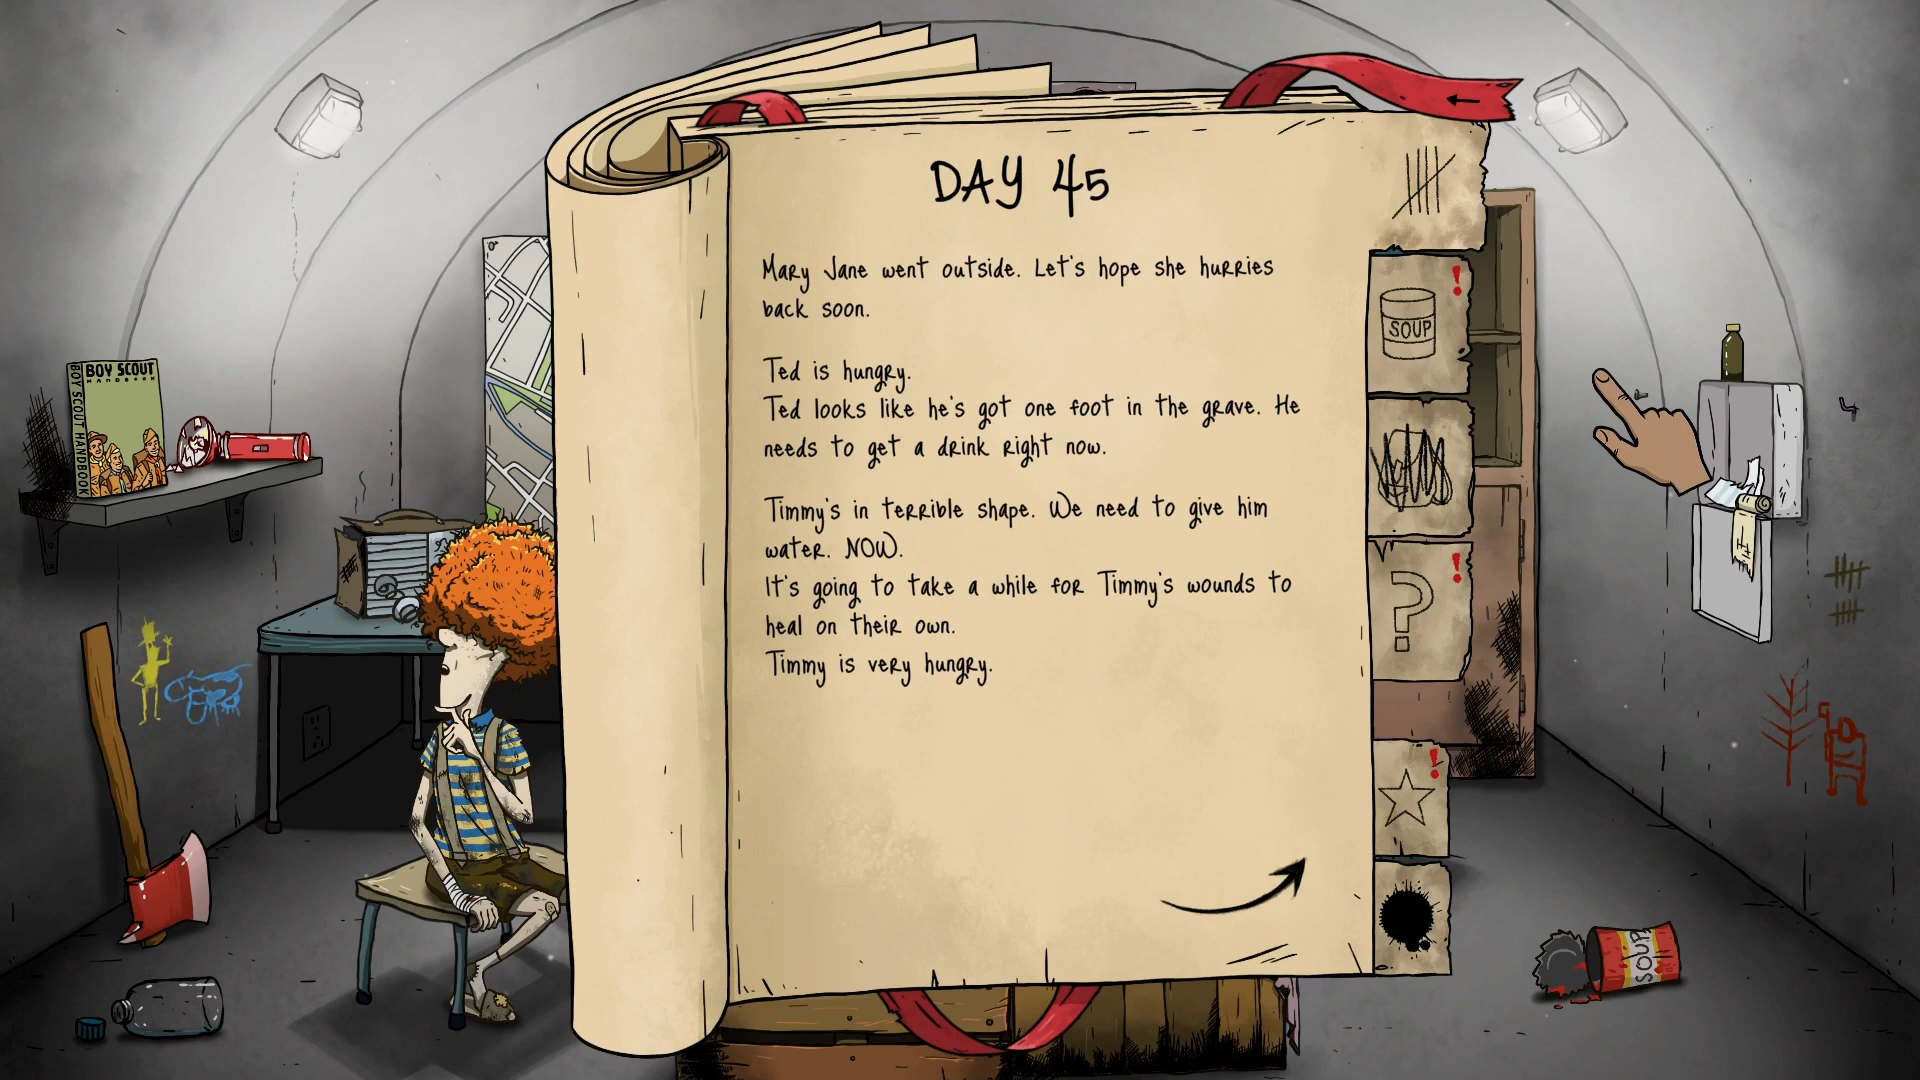 DAY 45
Mary Jane went outside. Let's hope she hurries
back soon.
Ted is hungry.
Ted looks like he's got one foot in the grave. He
needs to get a drink right now.
Timmy's in terrible shape. We need to give him
water. NOW.
It's going to take a while for Timmy's wounds to
heal on their own.
Timmy is very hungry.
SOUP
!
?
!
!
BOY SCOUT
HANDBOOK
BOY SCOUT HANDBOOK
SOUP